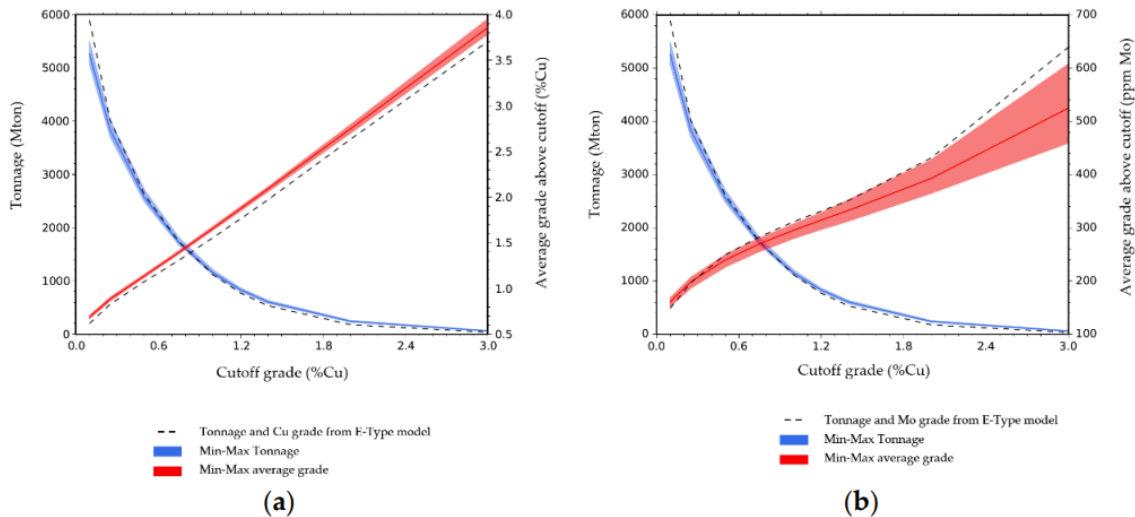 6000
5000
4000
3000
2000
1000
0
Tonnage (Mton)
0.0
0.6
1.2
1.8
2.4
3.0
Cutoff grade (%Cu)
4.0
3.5
3.0
2.5
2.0
1.5
1.0
0.5
Average grade above cutoff (%Cu)
Tonnage and Cu grade from E-Type model
Min-Max Tonnage
Min-Max average grade
(a)
6000
5000
4000
3000
2000
1000
0
Tonnage (Mton)
0.0
0.6
1.2
1.8
2.4
3.0
Cutoff grade (%Cu)
700
600
500
400
300
200
100
Average grade above cutoff (ppm Mo)
Tonnage and Mo grade from E-Type model
Min-Max Tonnage
Min-Max average grade
(b)